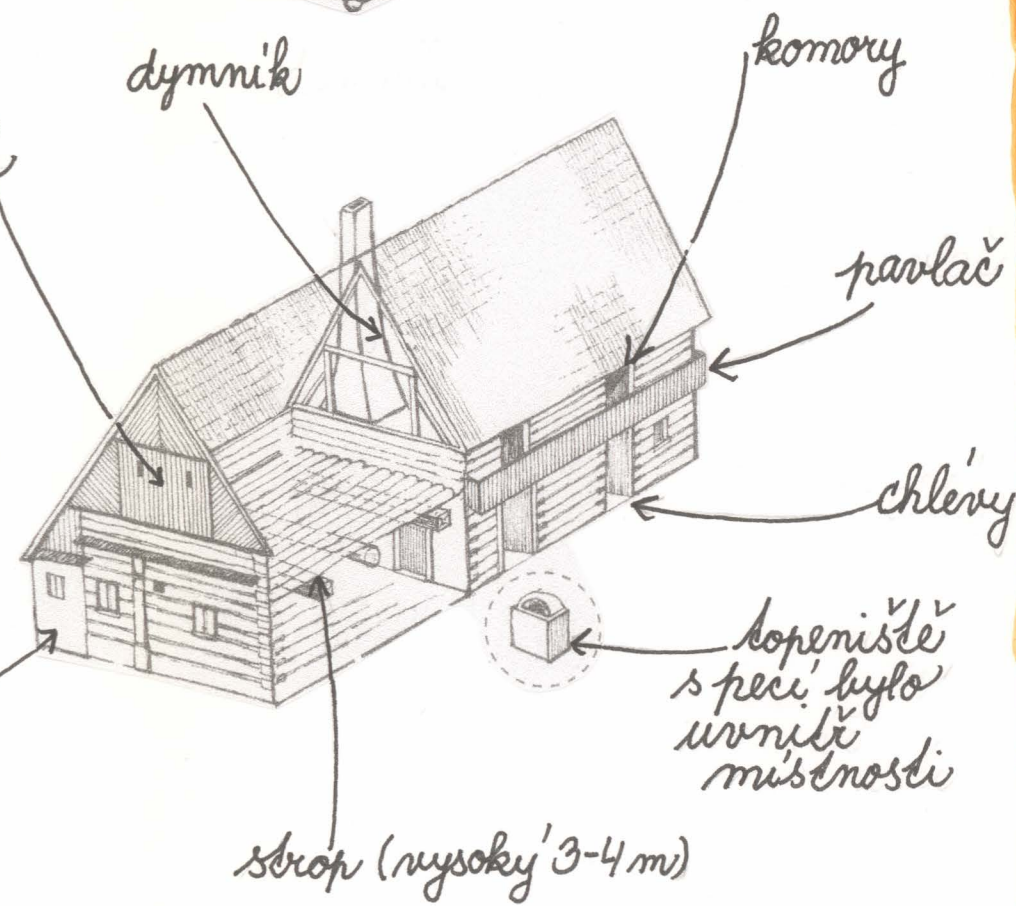 dymník
komory
pavlač
chlévy
topeniště
s pecí bylo
uvnitř
místnosti
strop (vysoký 3-4 m)